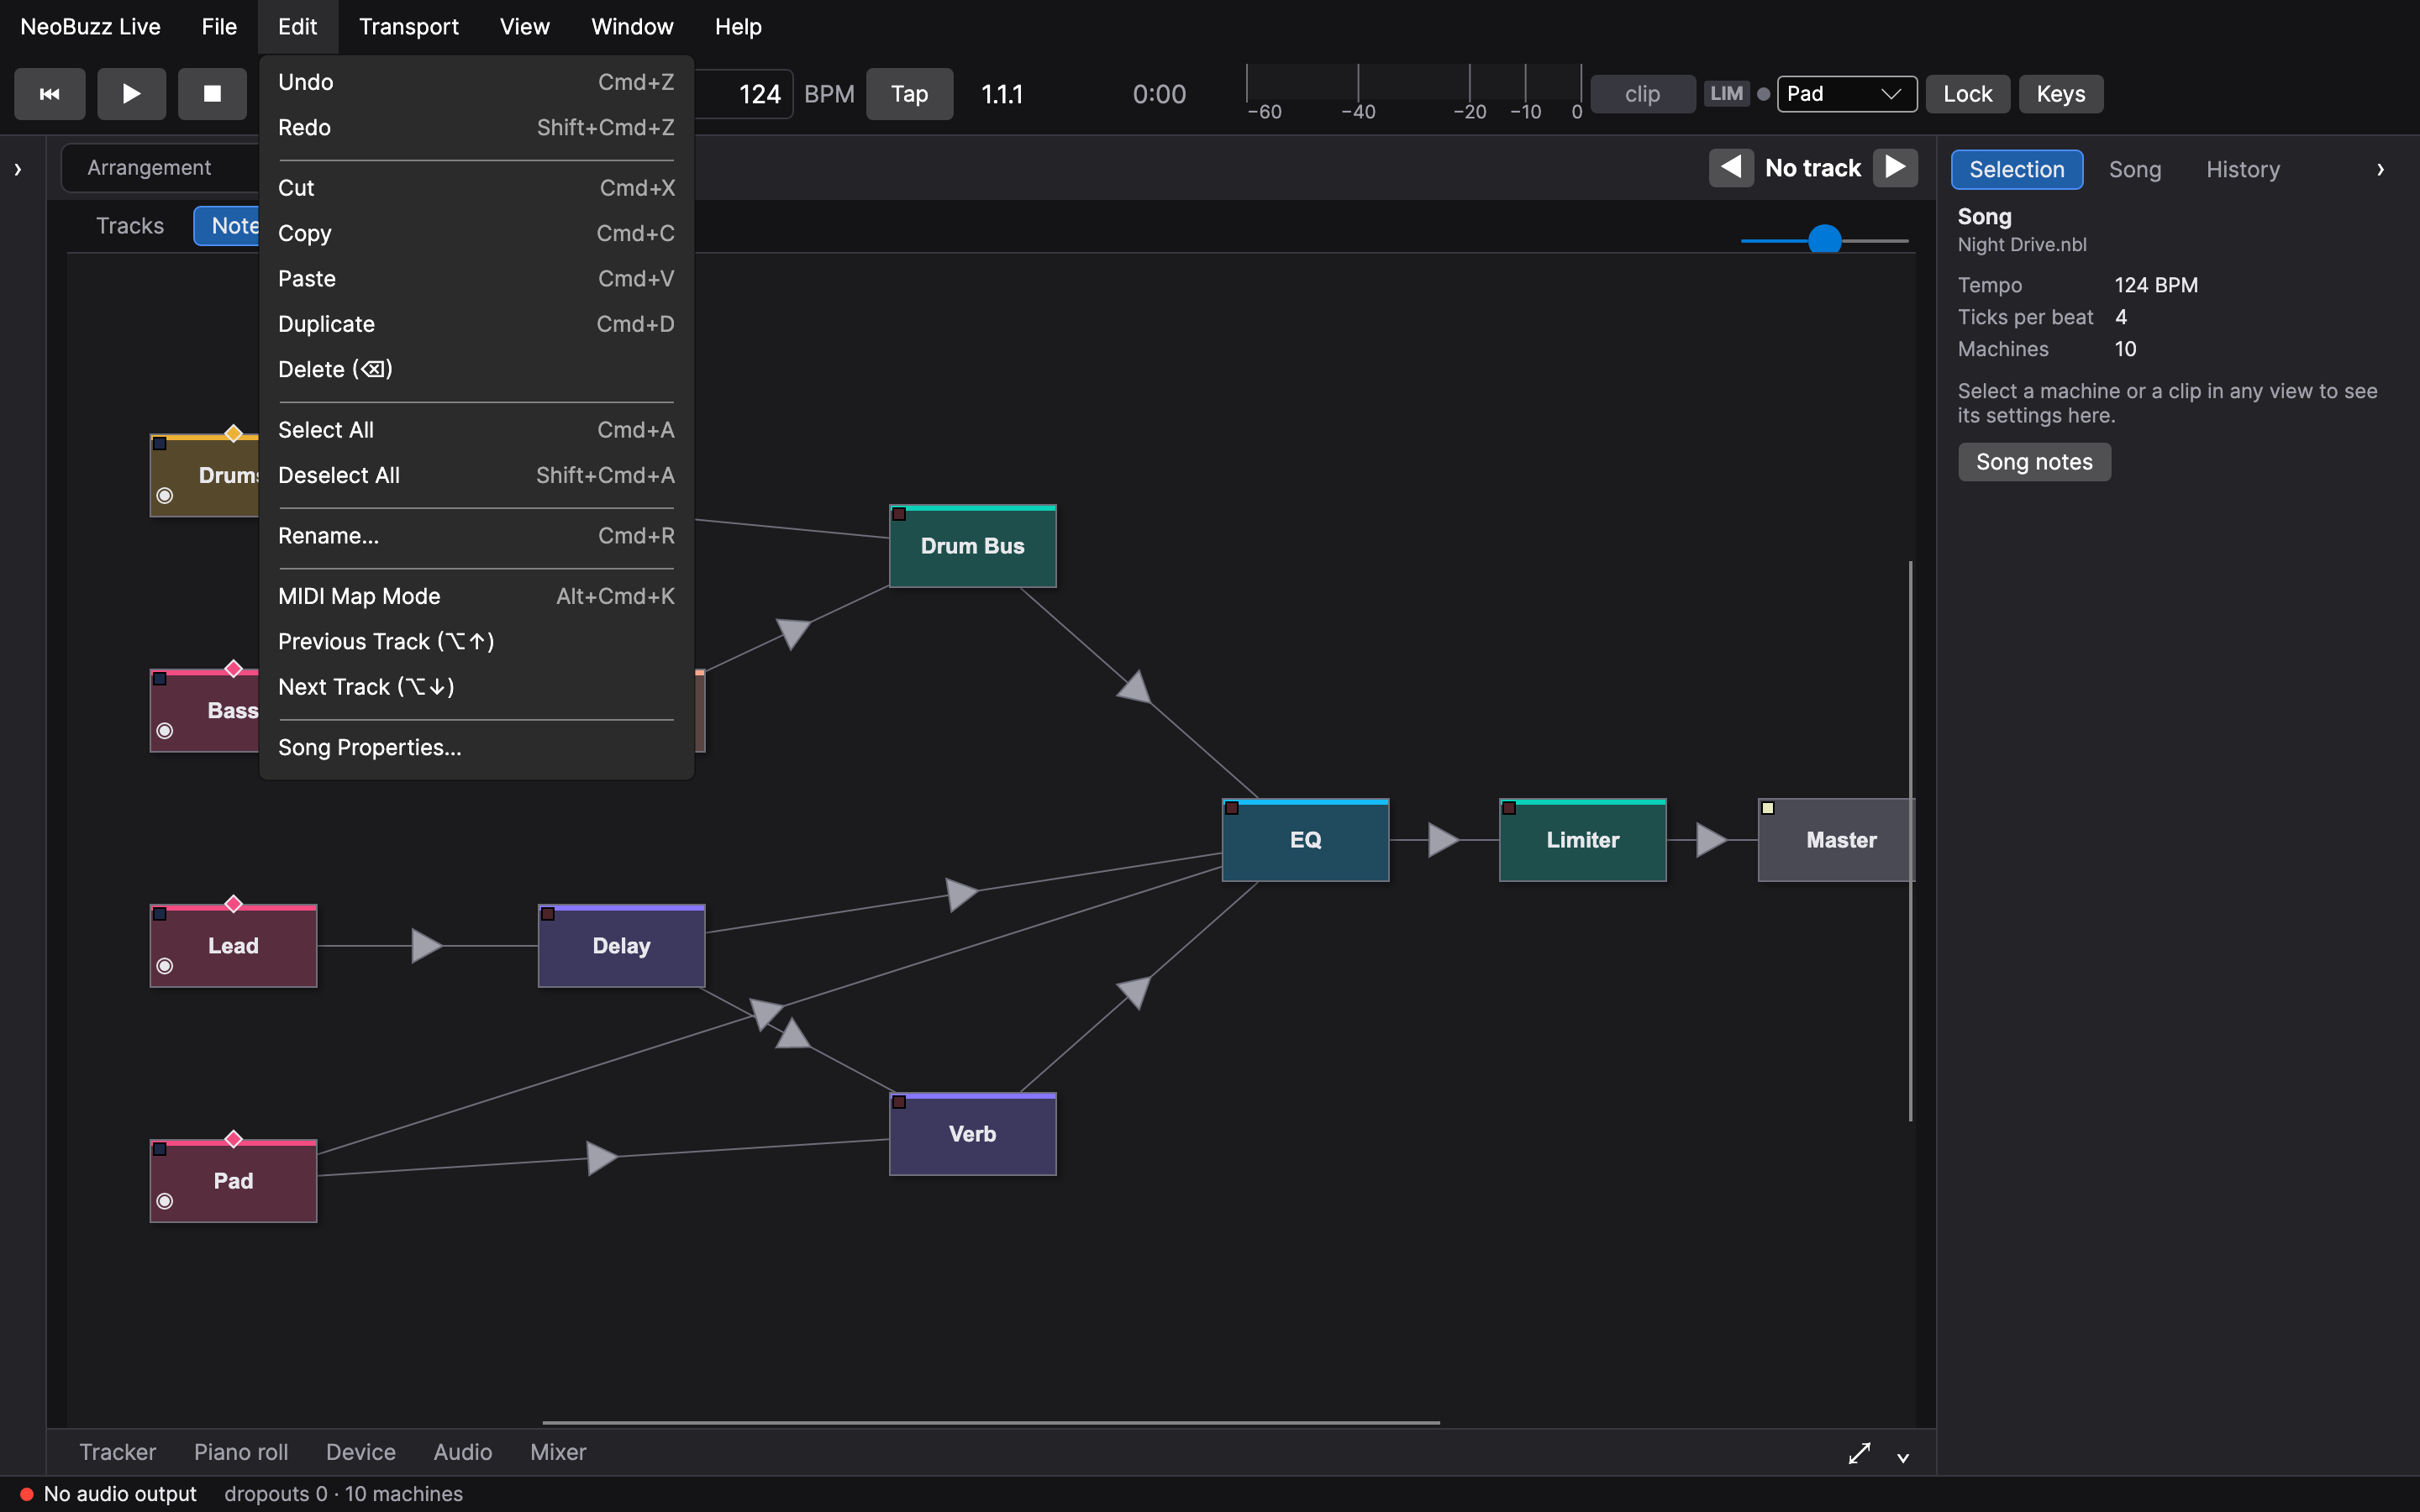 NeoBuzz Live File Edit Transport View Window Help
124 BPM Tap 1.1.1 0:00 -60 -40 -20 -10 0 clip LIM Pad Lock Keys
Undo Cmd+Z
Redo Shift+Cmd+Z
Cut Cmd+X
Copy Cmd+C
Paste Cmd+V
Duplicate Cmd+D
Delete (⌫)
Select All Cmd+A
Deselect All Shift+Cmd+A
Rename... Cmd+R
MIDI Map Mode Alt+Cmd+K
Previous Track (⌥↑)
Next Track (⌥↓)
Song Properties...
Arrangement
No track
Tracks
Note
Drums
Bass
Lead
Pad
Delay
Drum Bus
Verb
EQ
Limiter
Master
Selection Song History
Song
Night Drive.nbl
Tempo 124 BPM
Ticks per beat 4
Machines 10
Select a machine or a clip in any view to see
its settings here.
Song notes
Tracker Piano roll Device Audio Mixer
No audio output dropouts 0 · 10 machines